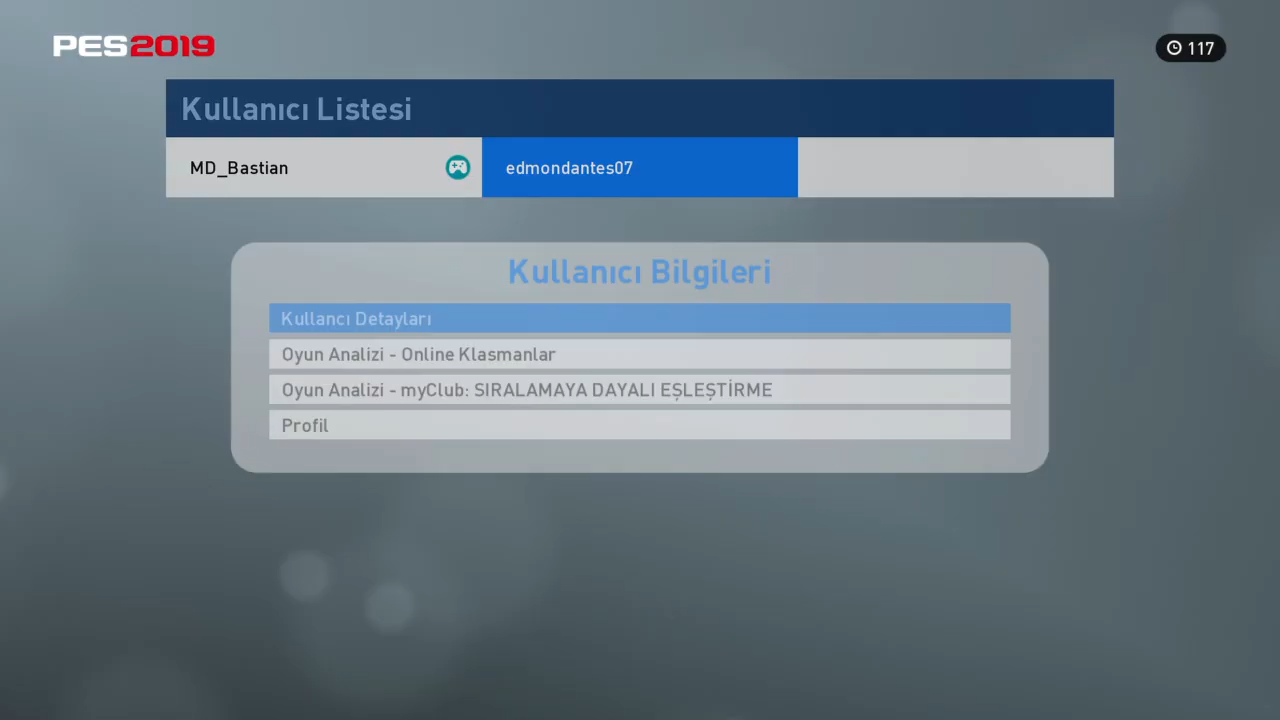 PES2019
117
Kullanıcı Listesi
MD_Bastian
edmondantes07
Kullanıcı Bilgileri
Kullancı Detayları
Oyun Analizi - Online Klasmanlar
Oyun Analizi - myClub: SIRALAMAYA DAYALI EŞLEŞTİRME
Profil